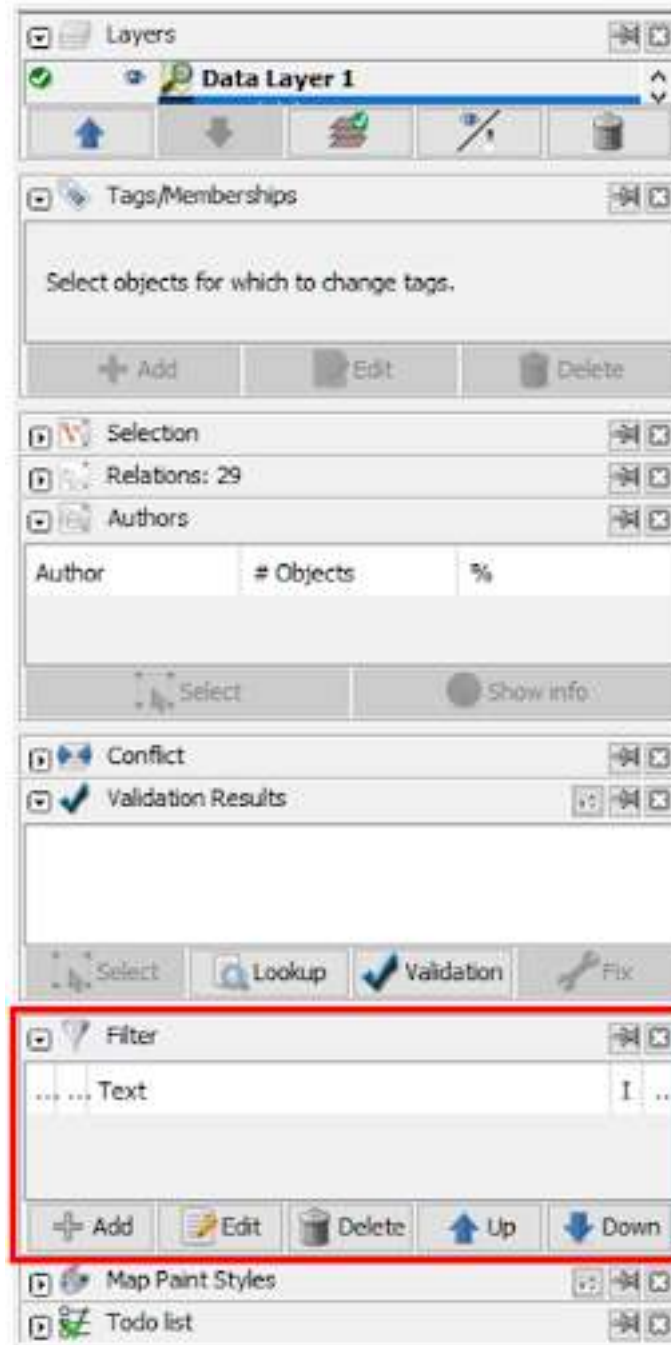 Layers
Data Layer 1
Tags/Memberships
Select objects for which to change tags.
Add Edit Delete
Selection
Relations: 29
Authors
Author # Objects %
Select Show info
Conflict
Validation Results
Select Lookup Validation Fix
Filter
... ... Text I ..
Add Edit Delete Up Down
Map Paint Styles
Todo list